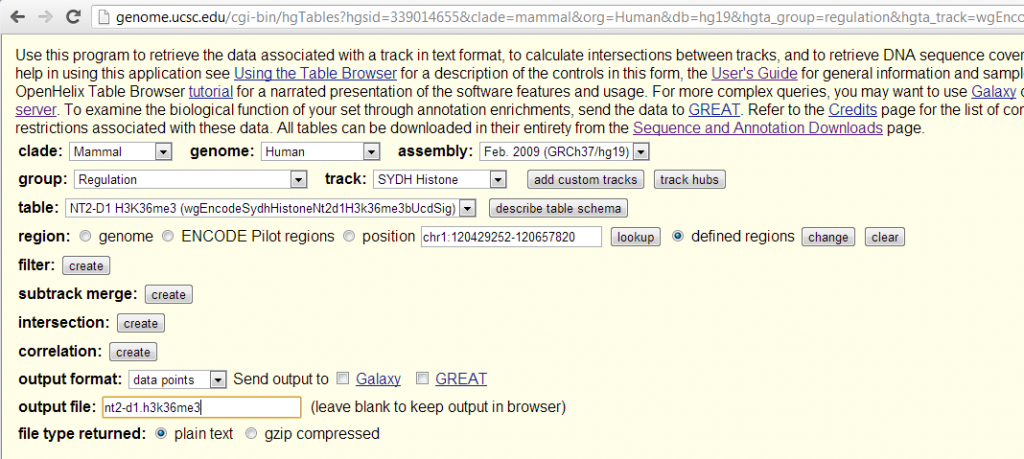 genome.ucsc.edu/cgi-bin/hgTables?hgsid=339014655&clade=mammal&org=Human&db=hg19&hgta_group=regulation&hgta_track=wgEnc
Use this program to retrieve the data associated with a track in text format, to calculate intersections between tracks, and to retrieve DNA sequence cover
help in using this application see Using the Table Browser for a description of the controls in this form, the User's Guide for general information and sampl
OpenHelix Table Browser tutorial for a narrated presentation of the software features and usage. For more complex queries, you may want to use Galaxy
server. To examine the biological function of your set through annotation enrichments, send the data to GREAT. Refer to the Credits page for the list of con
restrictions associated with these data. All tables can be downloaded in their entirety from the Sequence and Annotation Downloads page.
clade: Mammal genome: Human assembly: Feb. 2009 (GRCh37/hg19)
group: Regulation track: SYDH Histone add custom tracks track hubs
table: NT2-D1 H3K36me3 (wgEncodeSydhHistoneNt2d1H3k36me3bUcdSig) describe table schema
region: genome ENCODE Pilot regions position chr1:120429252-120657820 lookup defined regions change clear
filter: create
subtrack merge: create
intersection: create
correlation: create
output format: data points Send output to Galaxy GREAT
output file: nt2-d1.h3k36me3 (leave blank to keep output in browser)
file type returned: plain text gzip compressed